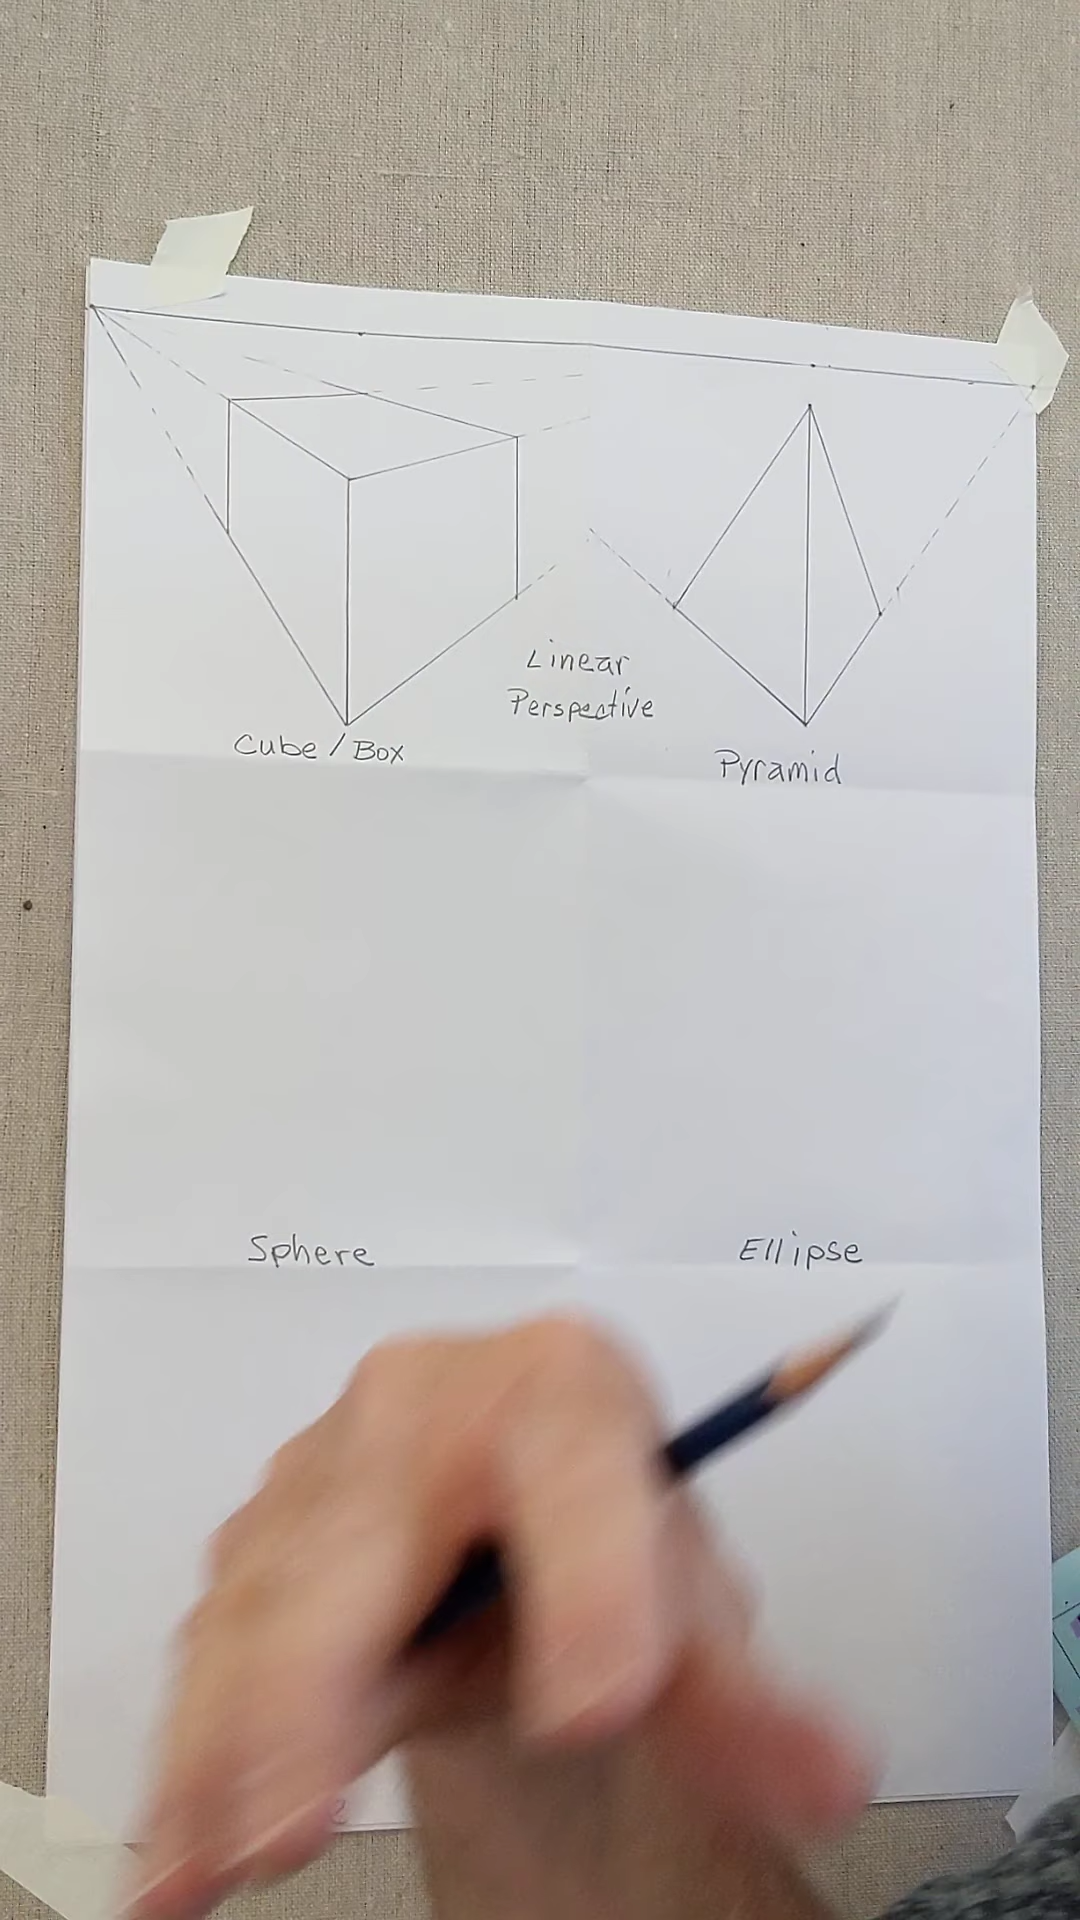 Linear
Perspective
Cube / Box
Pyramid
Sphere
Ellipse